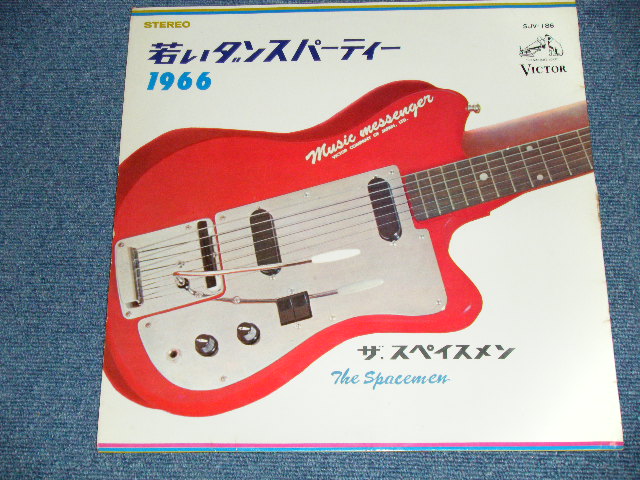 STEREO
SJV-186
若いダンスパーティー
1966
VICTOR
Music messenger
VICTOR COMPANY OF JAPAN, LTD.
ザ・スペイスメン
The Spacemen